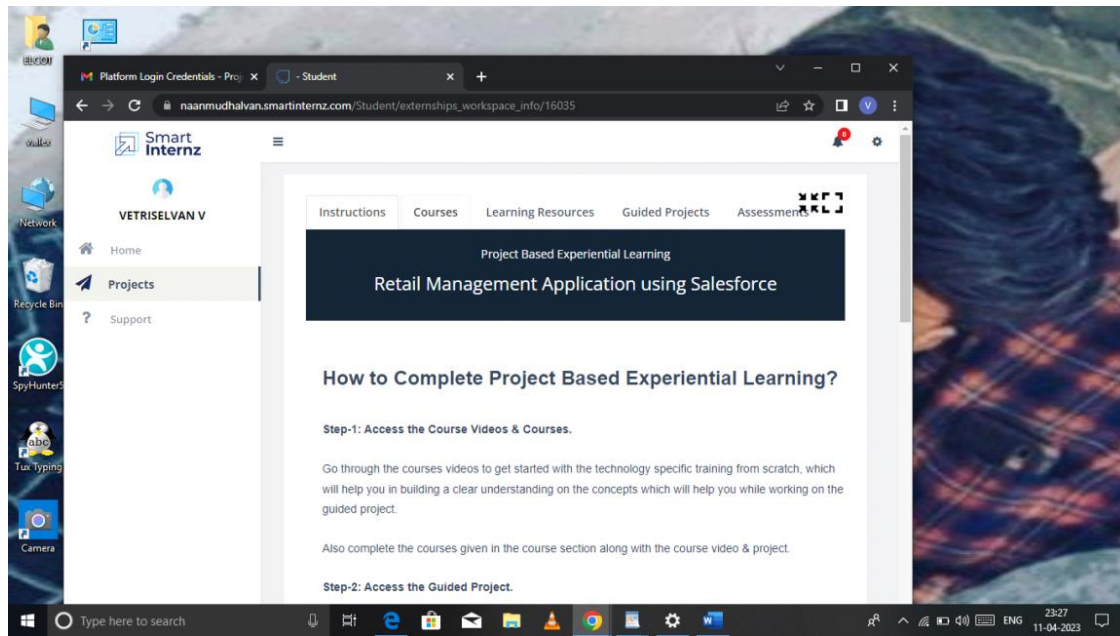 ELCOT
Platform Login Credentials - Proj
- Student
naanmudhalvan.smartinternz.com/Student/externships_workspace_info/16035
V
Smart
Internz
8
VETRISELVAN V
Home
Projects
Support
Network
Recycle Bin
SpyHunter5
abc
Tux Typing
Camera
Instructions
Courses
Learning Resources
Guided Projects
Assessments
Project Based Experiential Learning
Retail Management Application using Salesforce
How to Complete Project Based Experiential Learning?
Step-1: Access the Course Videos & Courses.
Go through the courses videos to get started with the technology specific training from scratch, which
will help you in building a clear understanding on the concepts which will help you while working on the
guided project.
Also complete the courses given in the course section along with the course video & project.
Step-2: Access the Guided Project.
Type here to search
ENG
23:27
11-04-2023